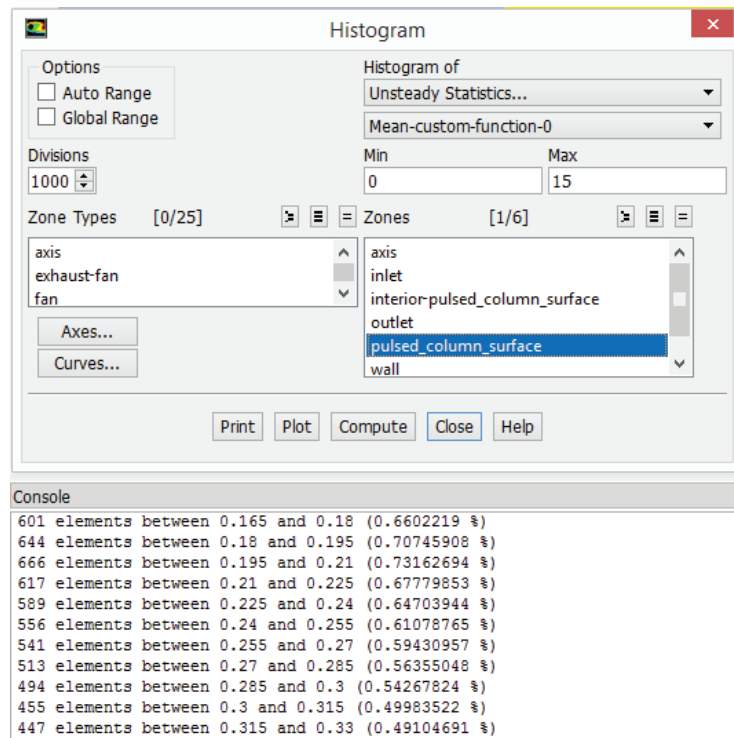 Histogram
Options
Auto Range
Global Range
Histogram of
Unsteady Statistics...
Mean-custom-function-0
Divisions
1000
Min
0
Max
15
Zone Types [0/25]
axis
exhaust-fan
fan
Zones [1/6]
axis
inlet
interior-pulsed_column_surface
outlet
pulsed_column_surface
wall
Axes...
Curves...
Print Plot Compute Close Help
Console
601 elements between 0.165 and 0.18 (0.6602219 %)
644 elements between 0.18 and 0.195 (0.70745908 %)
666 elements between 0.195 and 0.21 (0.73162694 %)
617 elements between 0.21 and 0.225 (0.67779853 %)
589 elements between 0.225 and 0.24 (0.64703944 %)
556 elements between 0.24 and 0.255 (0.61078765 %)
541 elements between 0.255 and 0.27 (0.59430957 %)
513 elements between 0.27 and 0.285 (0.56355048 %)
494 elements between 0.285 and 0.3 (0.54267824 %)
455 elements between 0.3 and 0.315 (0.49983522 %)
447 elements between 0.315 and 0.33 (0.49104691 %)